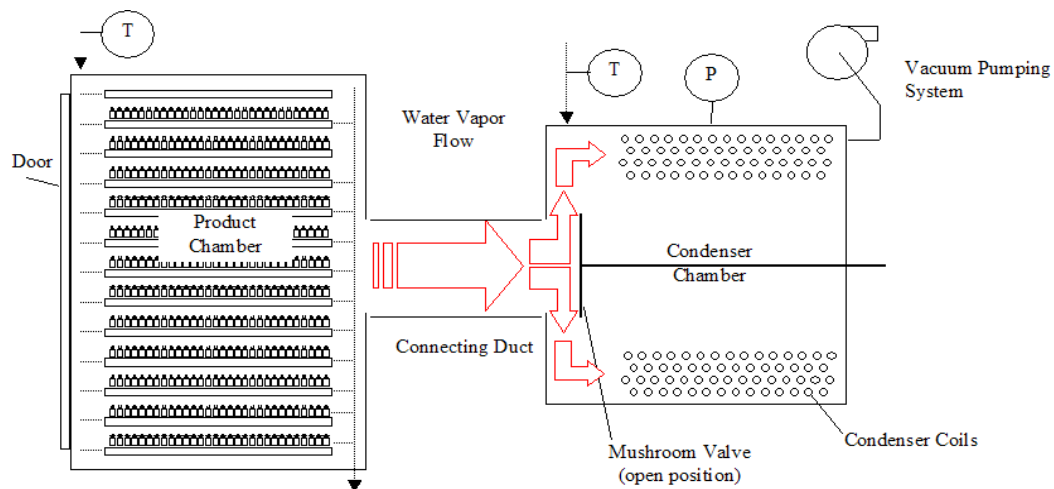 T
T
P
Vacuum Pumping
System
Water Vapor
Flow
Door
Product
Chamber
Condenser
Chamber
Connecting Duct
Mushroom Valve
(open position)
Condenser Coils